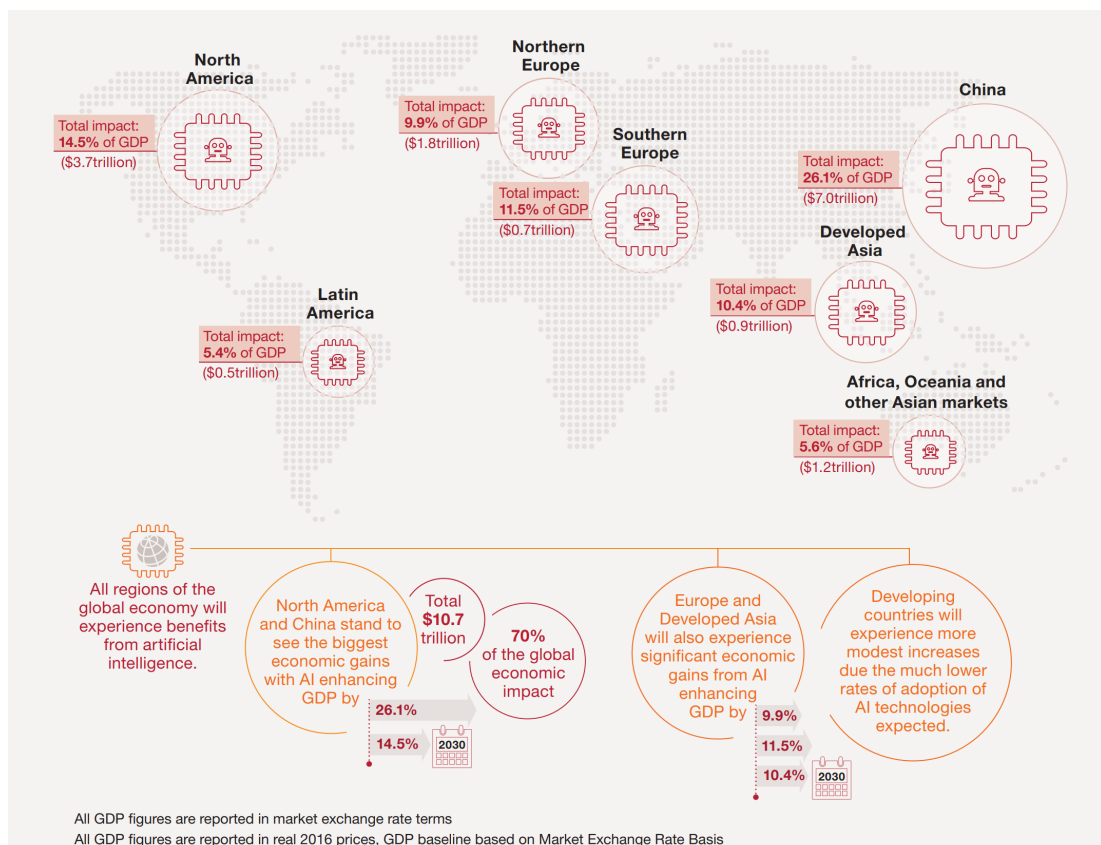 North
America
Total impact:
14.5% of GDP
($3.7trillion)
Northern
Europe
Total impact:
9.9% of GDP
($1.8trillion)
Southern
Europe
Total impact:
11.5% of GDP
($0.7trillion)
China
Total impact:
26.1% of GDP
($7.0trillion)
Developed
Asia
Total impact:
10.4% of GDP
($0.9trillion)
Latin
America
Total impact:
5.4% of GDP
($0.5trillion)
Africa, Oceania and
other Asian markets
Total impact:
5.6% of GDP
($1.2trillion)
All regions of the
global economy will
experience benefits
from artificial
intelligence.
North America
and China stand to
see the biggest
economic gains
with AI enhancing
GDP by
26.1%
14.5%
2030
Total
$10.7
trillion
70%
of the global
economic
impact
Europe and
Developed Asia
will also experience
significant economic
gains from AI
enhancing
GDP by
9.9%
11.5%
10.4%
2030
Developing
countries will
experience more
modest increases
due the much lower
rates of adoption of
AI technologies
expected.
All GDP figures are reported in market exchange rate terms
All GDP figures are reported in real 2016 prices, GDP baseline based on Market Exchange Rate Basis